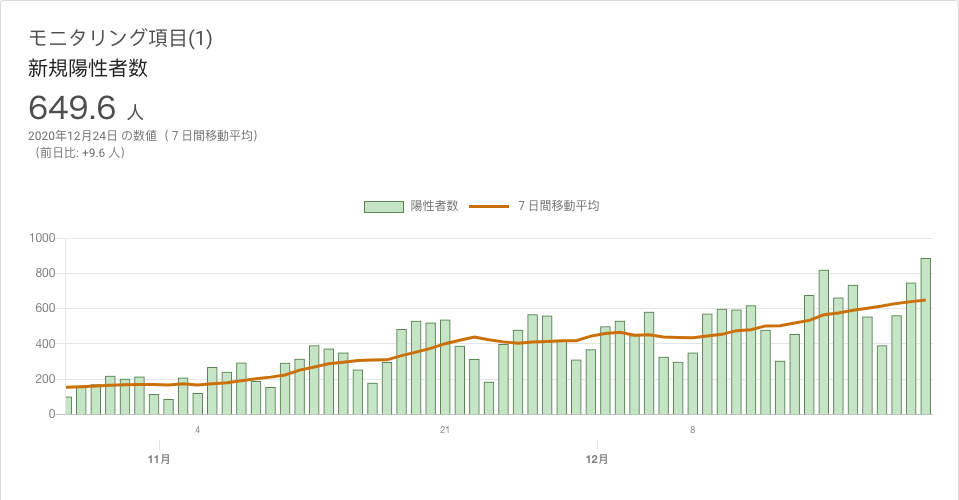 モニタリング項目(1)
新規陽性者数
649.6 人
2020年12月24日 の数値（７日間移動平均）
（前日比: +9.6 人）
陽性者数 ７日間移動平均
1000
800
600
400
200
0
4 21 8
11月 12月